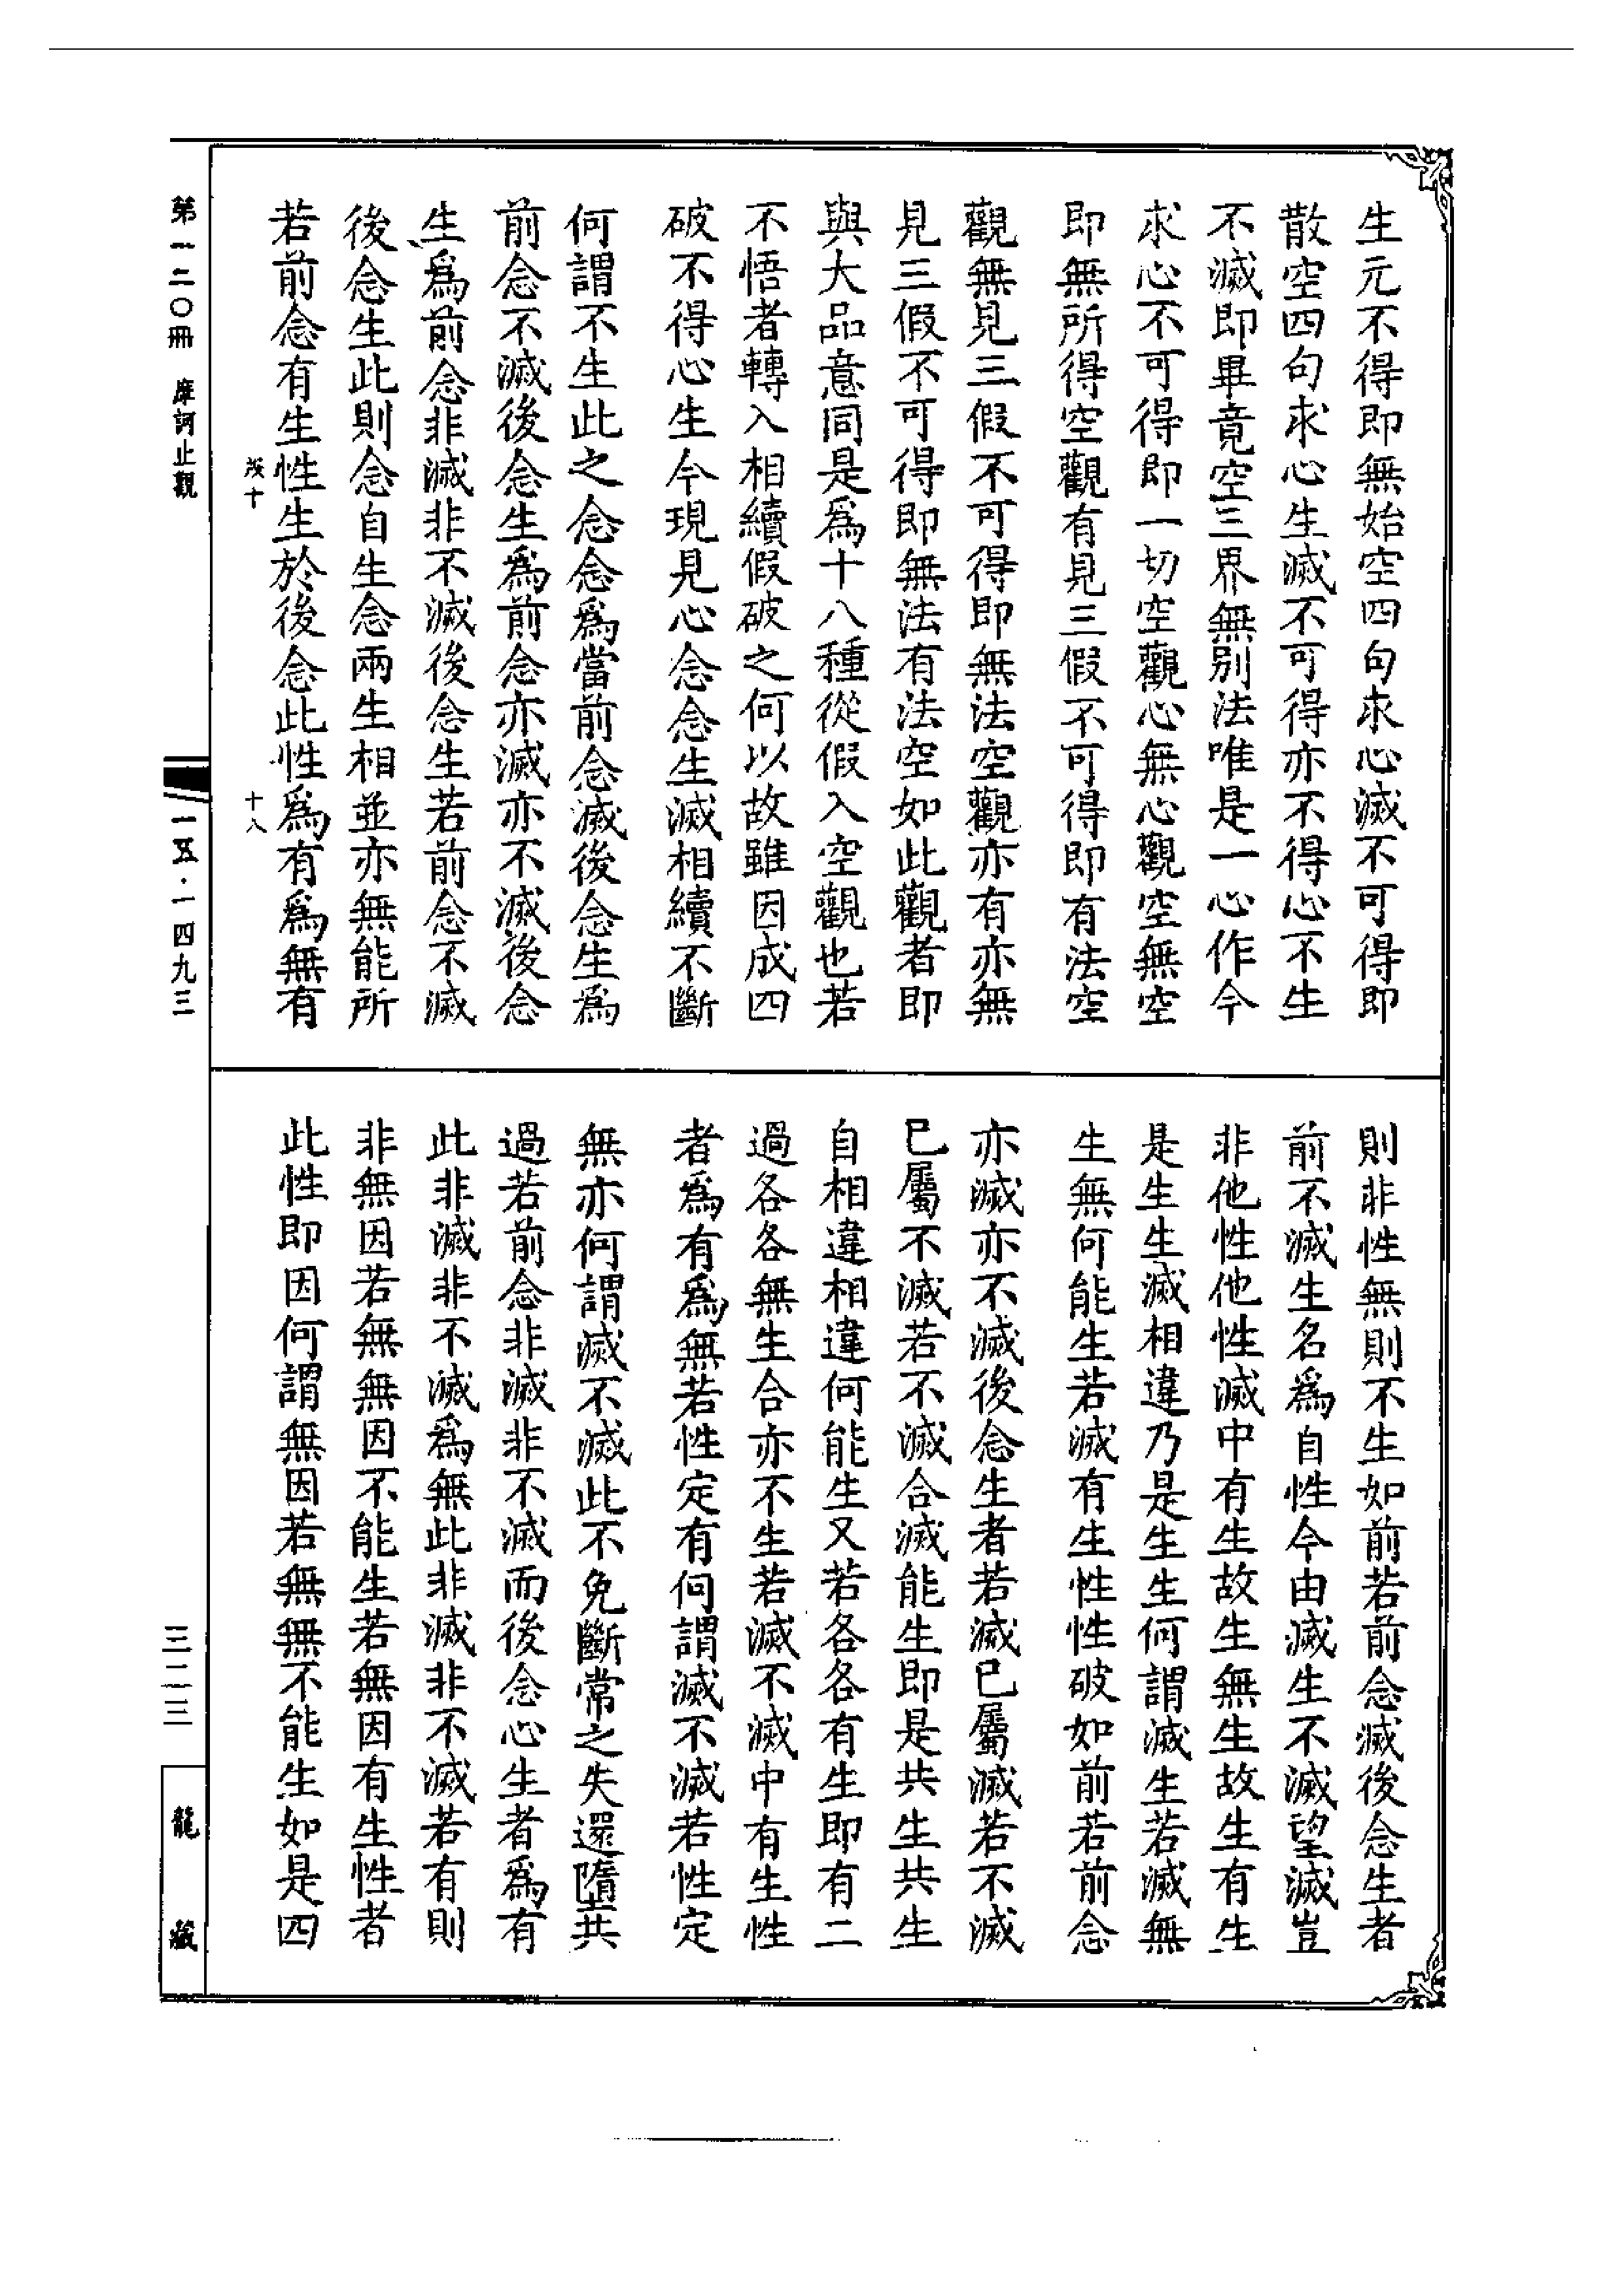 生元不得即無始空四句求心滅不可得即
散空四句求心生滅不可得亦不得心不生
不滅即畢竟空三界無別法唯是一心作今
求心不可得即一切空觀心無心觀空無空
即無所得空觀有見三假不可得即有法空
觀無見三假不可得即無法空觀亦有亦無
見三假不可得即無法有法空如此觀者即
與大品意同是爲十八種從假入空觀也若
不悟者轉入相續假破之何以故雖因成四
破不得心生今現見心念念生滅相續不斷
何謂不生此之念念爲當前念滅後念生爲
前念不滅後念生爲前念亦滅亦不滅後念
生爲前念非滅非不滅後念生若前念不滅
後念生此則念自生念兩生相並亦無能所
若前念有生性生於後念此性爲有爲無有
則非性無則不生如前若前念滅後念生者
前不滅生名爲自性今由滅生不滅望滅豈
非他性他性滅中有生故生無生故生有生
是生生滅相違乃是生生何謂滅生若滅無
生無何能生若滅有生性性破如前若前念
亦滅亦不滅後念生者若滅已屬滅若不滅
已屬不滅若不滅合滅能生即是共生共生
自相違相違何能生又若各各有生即有二
過各各無生合亦不生若滅不滅中有生性
者爲有爲無若性定有何謂滅不滅若性定
無亦何謂滅不滅此不免斷常之失還墮共
過若前念非滅非不滅而後念心生者爲有
此非滅非不滅爲無此非滅非不滅若有則
非無因若無無因不能生若無因有生性者
此性即因何謂無因若無無不能生如是四
第一二〇冊 摩訶止觀
十八
一五·一四九三
三二三
龍藏